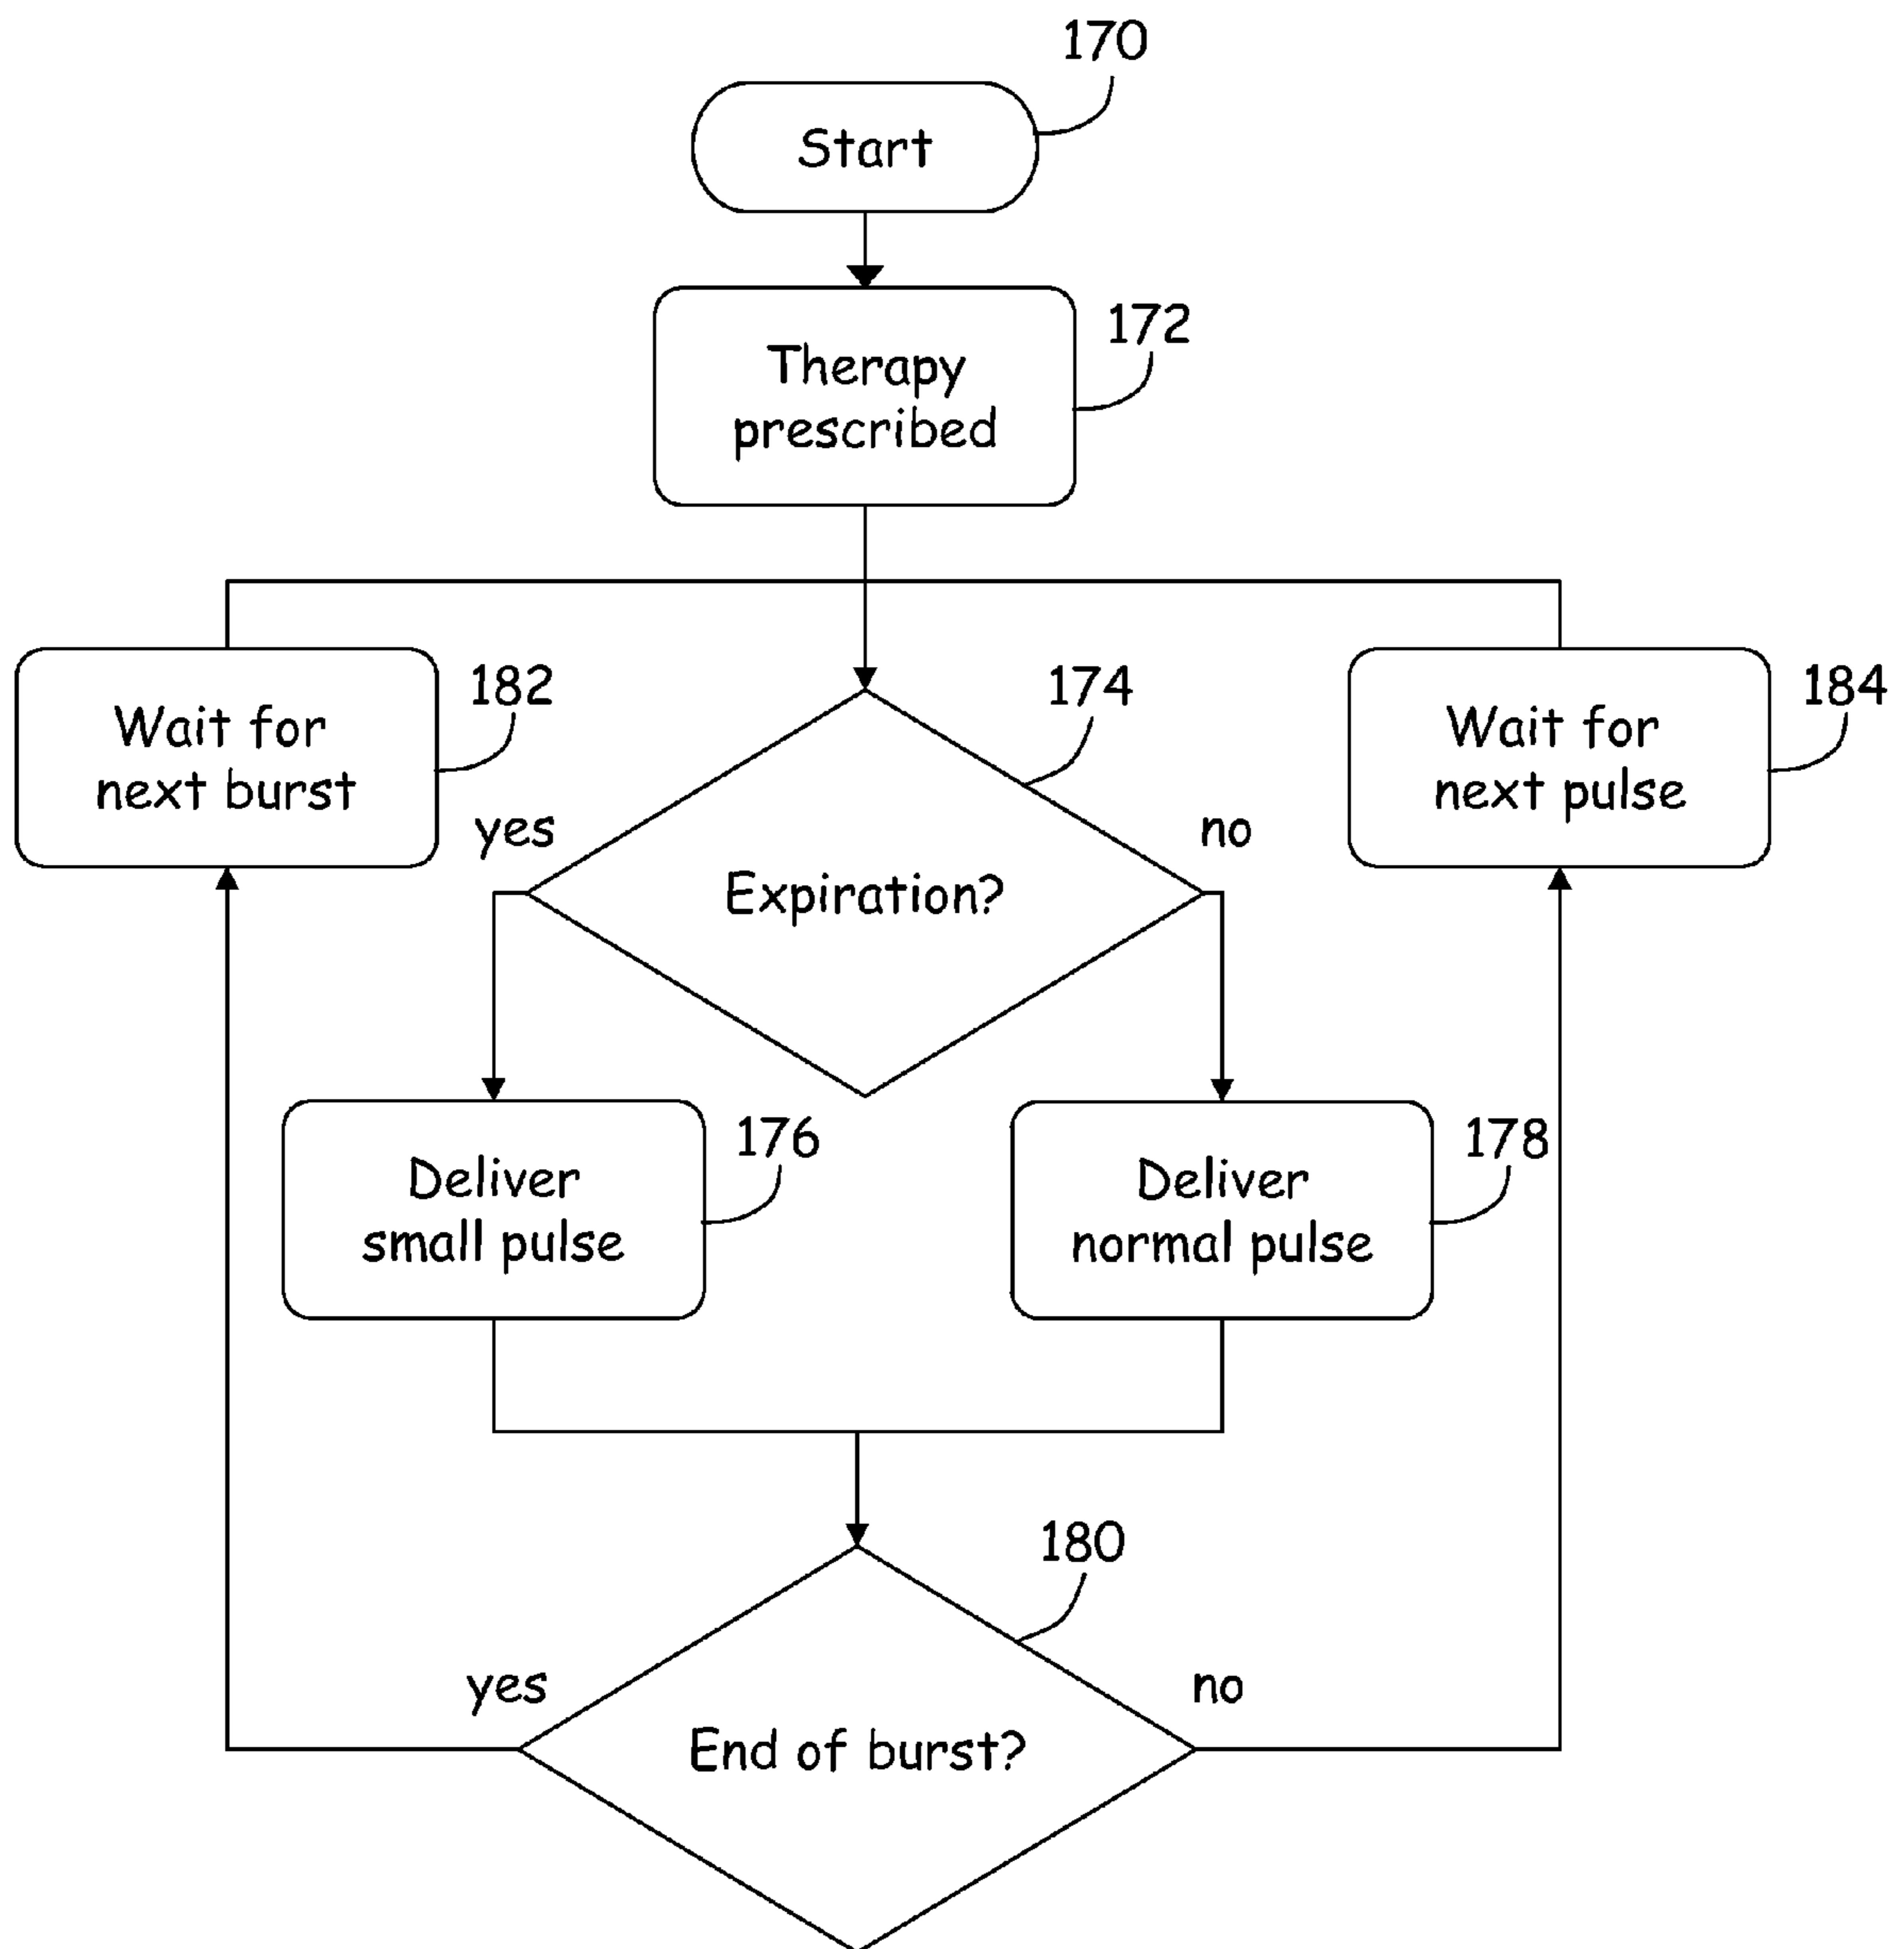 170
Start
172
Therapy
prescribed
182
Wait for
next burst
174
184
Wait for
next pulse
yes
no
Expiration?
176
Deliver
small pulse
178
Deliver
normal pulse
180
yes
no
End of burst?